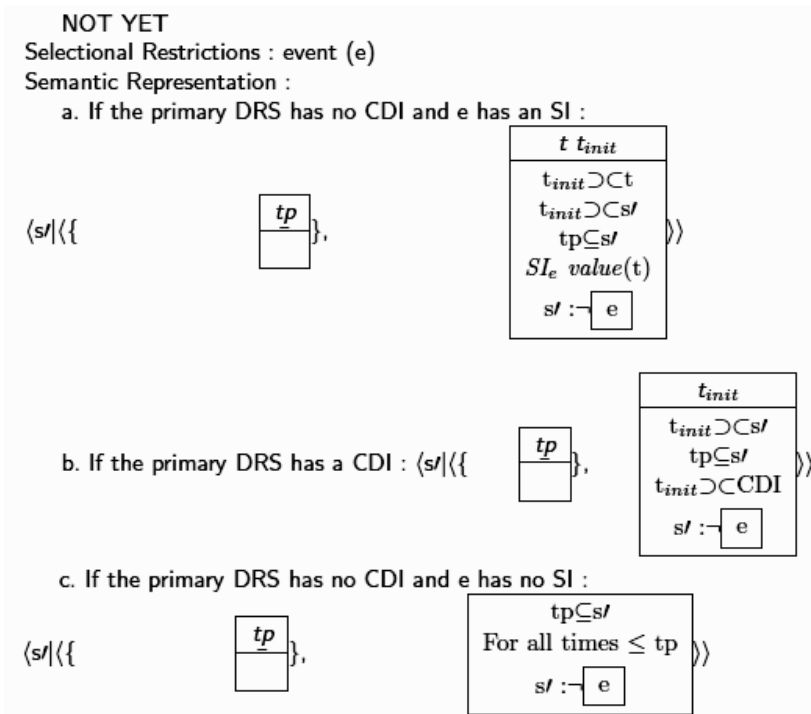 NOT YET
Selectional Restrictions : event (e)
Semantic Representation :
a. If the primary DRS has no CDI and e has an SI :
t t_init
t_init⊃⊂t
t_init⊃⊂s′
⟨s′|⟨{ tp }, tp⊆s′ ⟩⟩
SI_e value(t)
s′ :¬ e
t_init
t_init⊃⊂s′
b. If the primary DRS has a CDI : ⟨s′|⟨{ tp }, tp⊆s′ ⟩⟩
t_init⊃⊂CDI
s′ :¬ e
c. If the primary DRS has no CDI and e has no SI :
tp⊆s′
⟨s′|⟨{ tp }, For all times ≤ tp ⟩⟩
s′ :¬ e